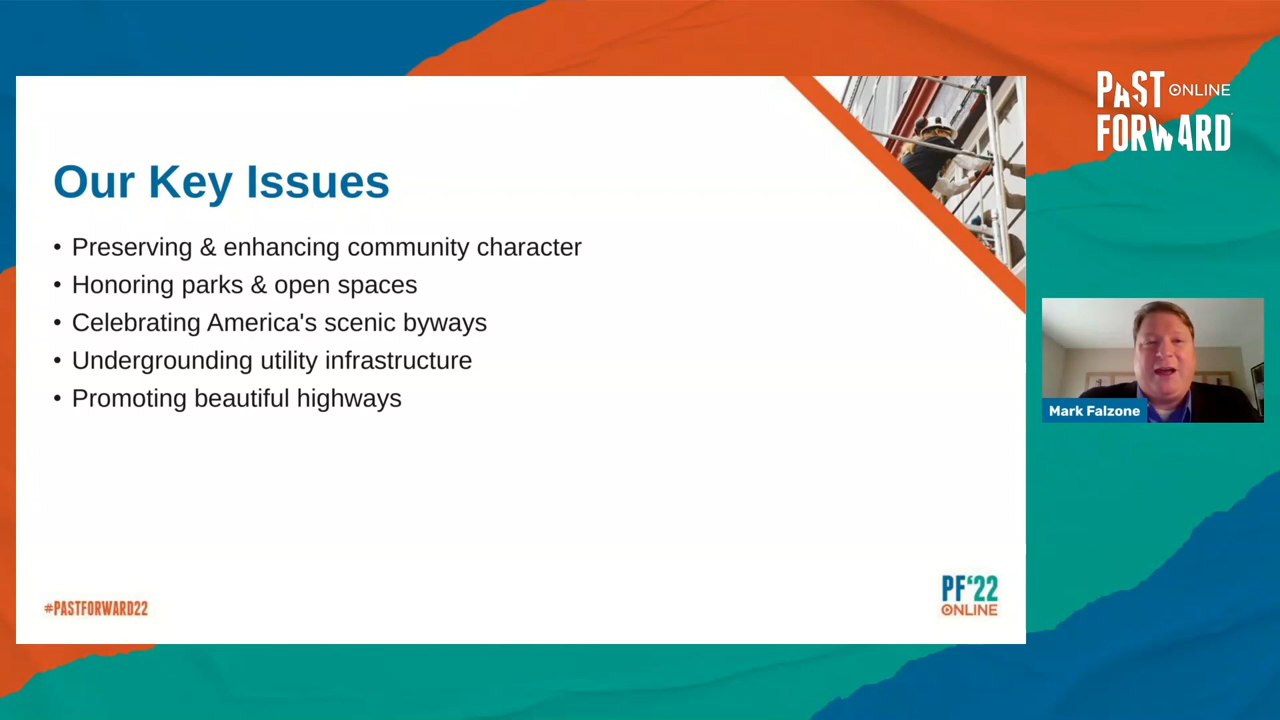 PAST ONLINE
FORWARD
Our Key Issues
• Preserving & enhancing community character
• Honoring parks & open spaces
• Celebrating America's scenic byways
• Undergrounding utility infrastructure
• Promoting beautiful highways
Mark Falzone
#PASTFORWARD22
PF'22
ONLINE